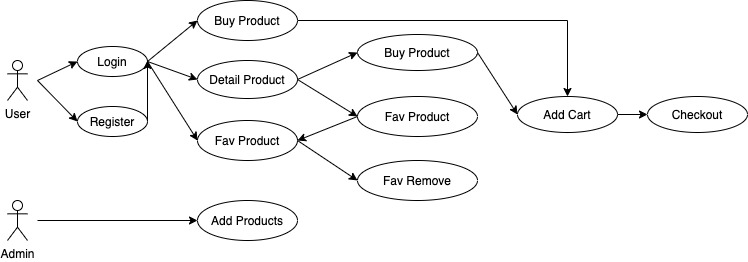 Buy Product
Login
Buy Product
Detail Product
User
Register
Fav Product
Add Cart
Checkout
Fav Product
Fav Remove
Add Products
Admin